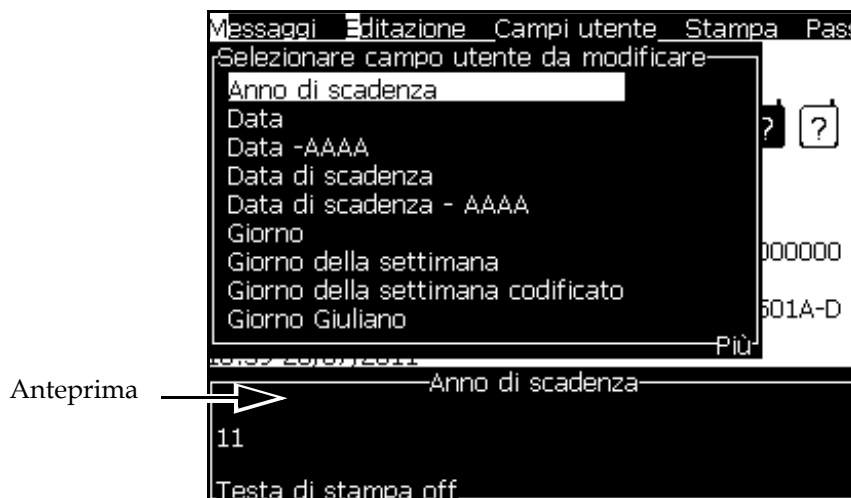 Messaggi Editazione Campi utente Stampa
Selezionare campo utente da modificare
Anno di scadenza
Data
? ?
Data -AAAA
Data di scadenza
Data di scadenza - AAAA
Giorno
Giorno della settimana
000000
Giorno della settimana codificato
501A-D
Giorno Giuliano
Più
Anteprima
Anno di scadenza
11
Testa di stampa off